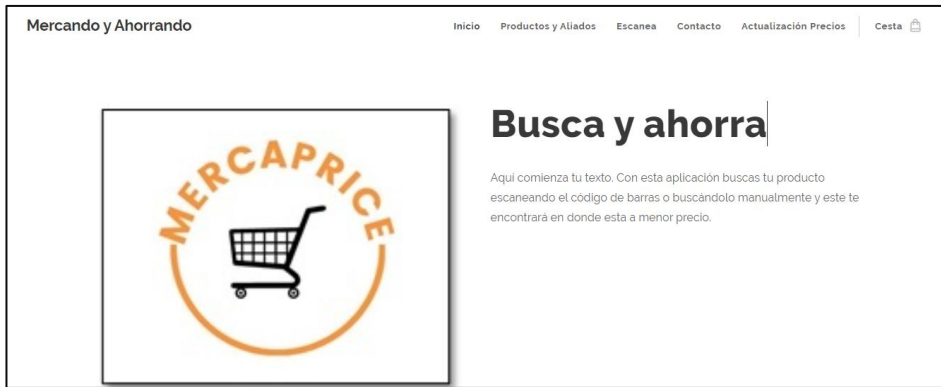 Mercando y Ahorrando
Inicio Productos y Aliados Escanea Contacto Actualización Precios Cesta
MERCAPRICE
Busca y ahorra
Aquí comienza tu texto. Con esta aplicación buscas tu producto
escaneando el código de barras o buscándolo manualmente y este te
encontrará en donde esta a menor precio.